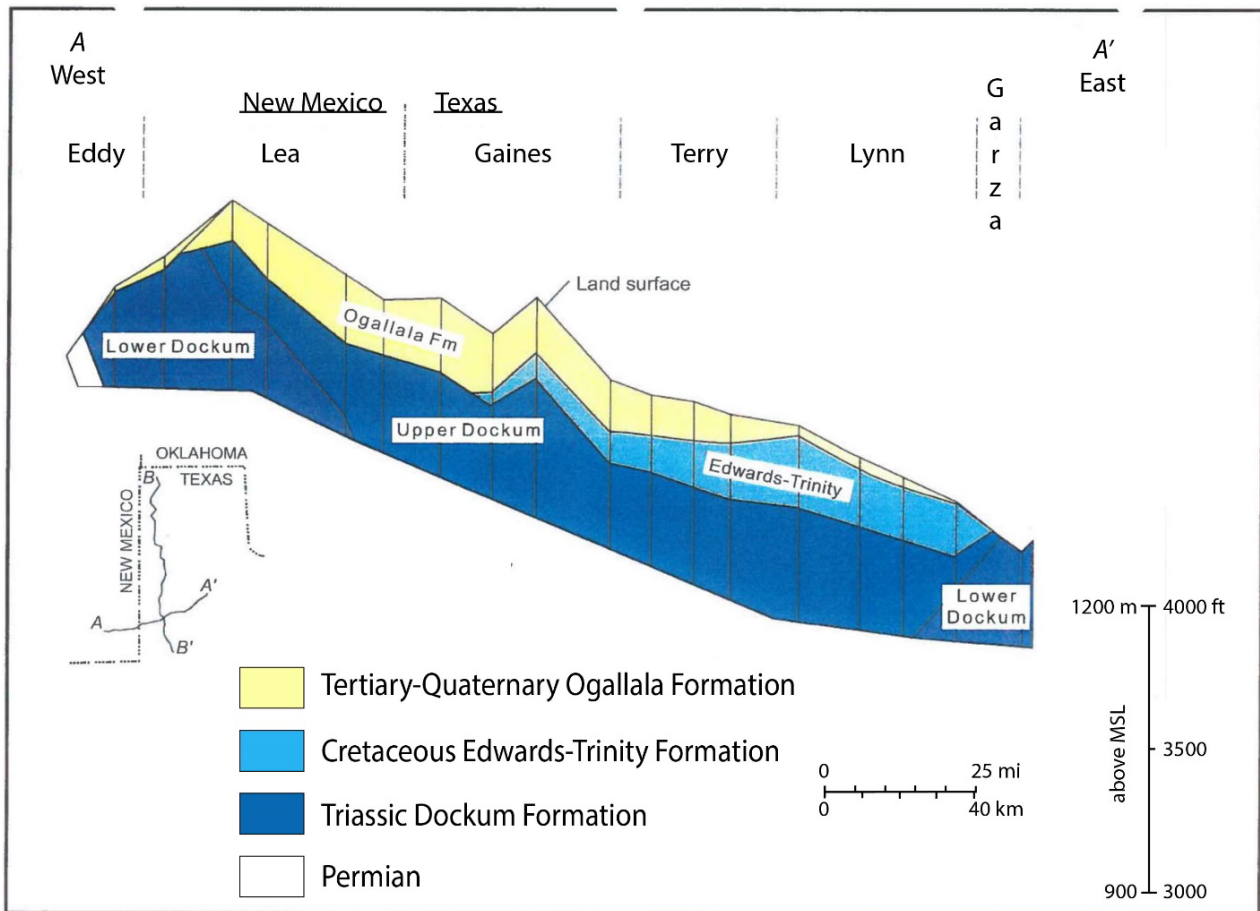 A
West
A'
East
New Mexico
Texas
Eddy
Lea
Gaines
Terry
Lynn
Garza
Land surface
Ogallala Fm
Lower Dockum
Upper Dockum
Edwards-Trinity
Lower
Dockum
OKLAHOMA
TEXAS
NEW MEXICO
B
A'
A
B'
1200 m
4000 ft
above MSL
3500
900
3000
0
25 mi
0
40 km
Tertiary-Quaternary Ogallala Formation
Cretaceous Edwards-Trinity Formation
Triassic Dockum Formation
Permian